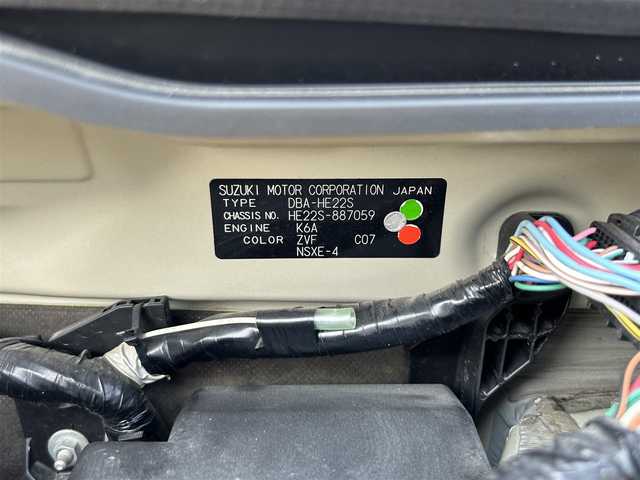 SUZUKI MOTOR CORPORATION JAPAN
TYPE DBA-HE22S
CHASSIS NO. HE22S-887059
ENGINE K6A
COLOR ZVF C07
NSXE-4